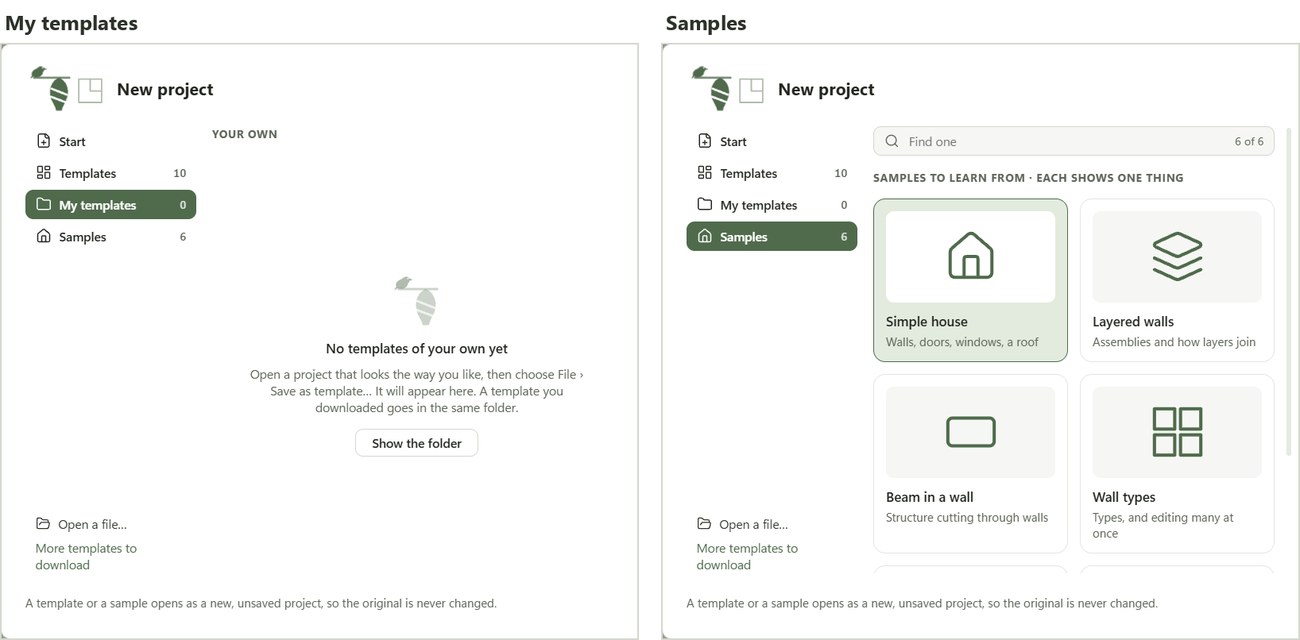 My templates
New project
Start
Templates 10
My templates 0
Samples 6
YOUR OWN
No templates of your own yet
Open a project that looks the way you like, then choose File ›
Save as template... It will appear here. A template you
downloaded goes in the same folder.
Show the folder
Open a file...
More templates to
download
A template or a sample opens as a new, unsaved project, so the original is never changed.
Samples
New project
Start
Templates 10
My templates 0
Samples 6
Find one 6 of 6
SAMPLES TO LEARN FROM · EACH SHOWS ONE THING
Simple house
Walls, doors, windows, a roof
Layered walls
Assemblies and how layers join
Beam in a wall
Structure cutting through walls
Wall types
Types, and editing many at
once
Open a file...
More templates to
download
A template or a sample opens as a new, unsaved project, so the original is never changed.